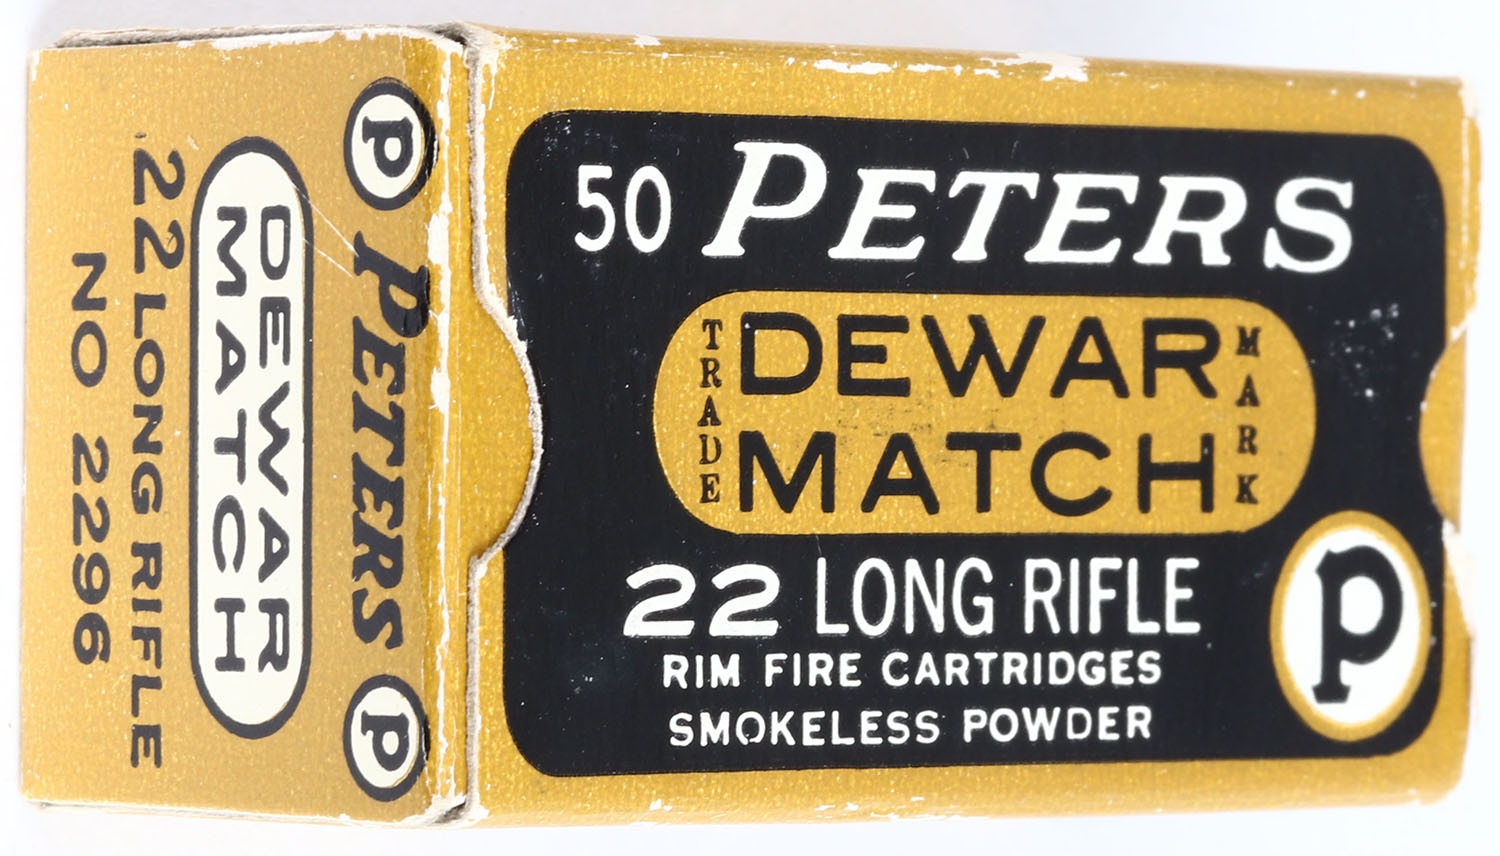 50 PETERS
TRADE
DEWAR
MATCH
MARK
22 LONG RIFLE
RIM FIRE CARTRIDGES
SMOKELESS POWDER
P
P PETERS P
DEWAR
MATCH
.22 LONG RIFLE
NO 2296